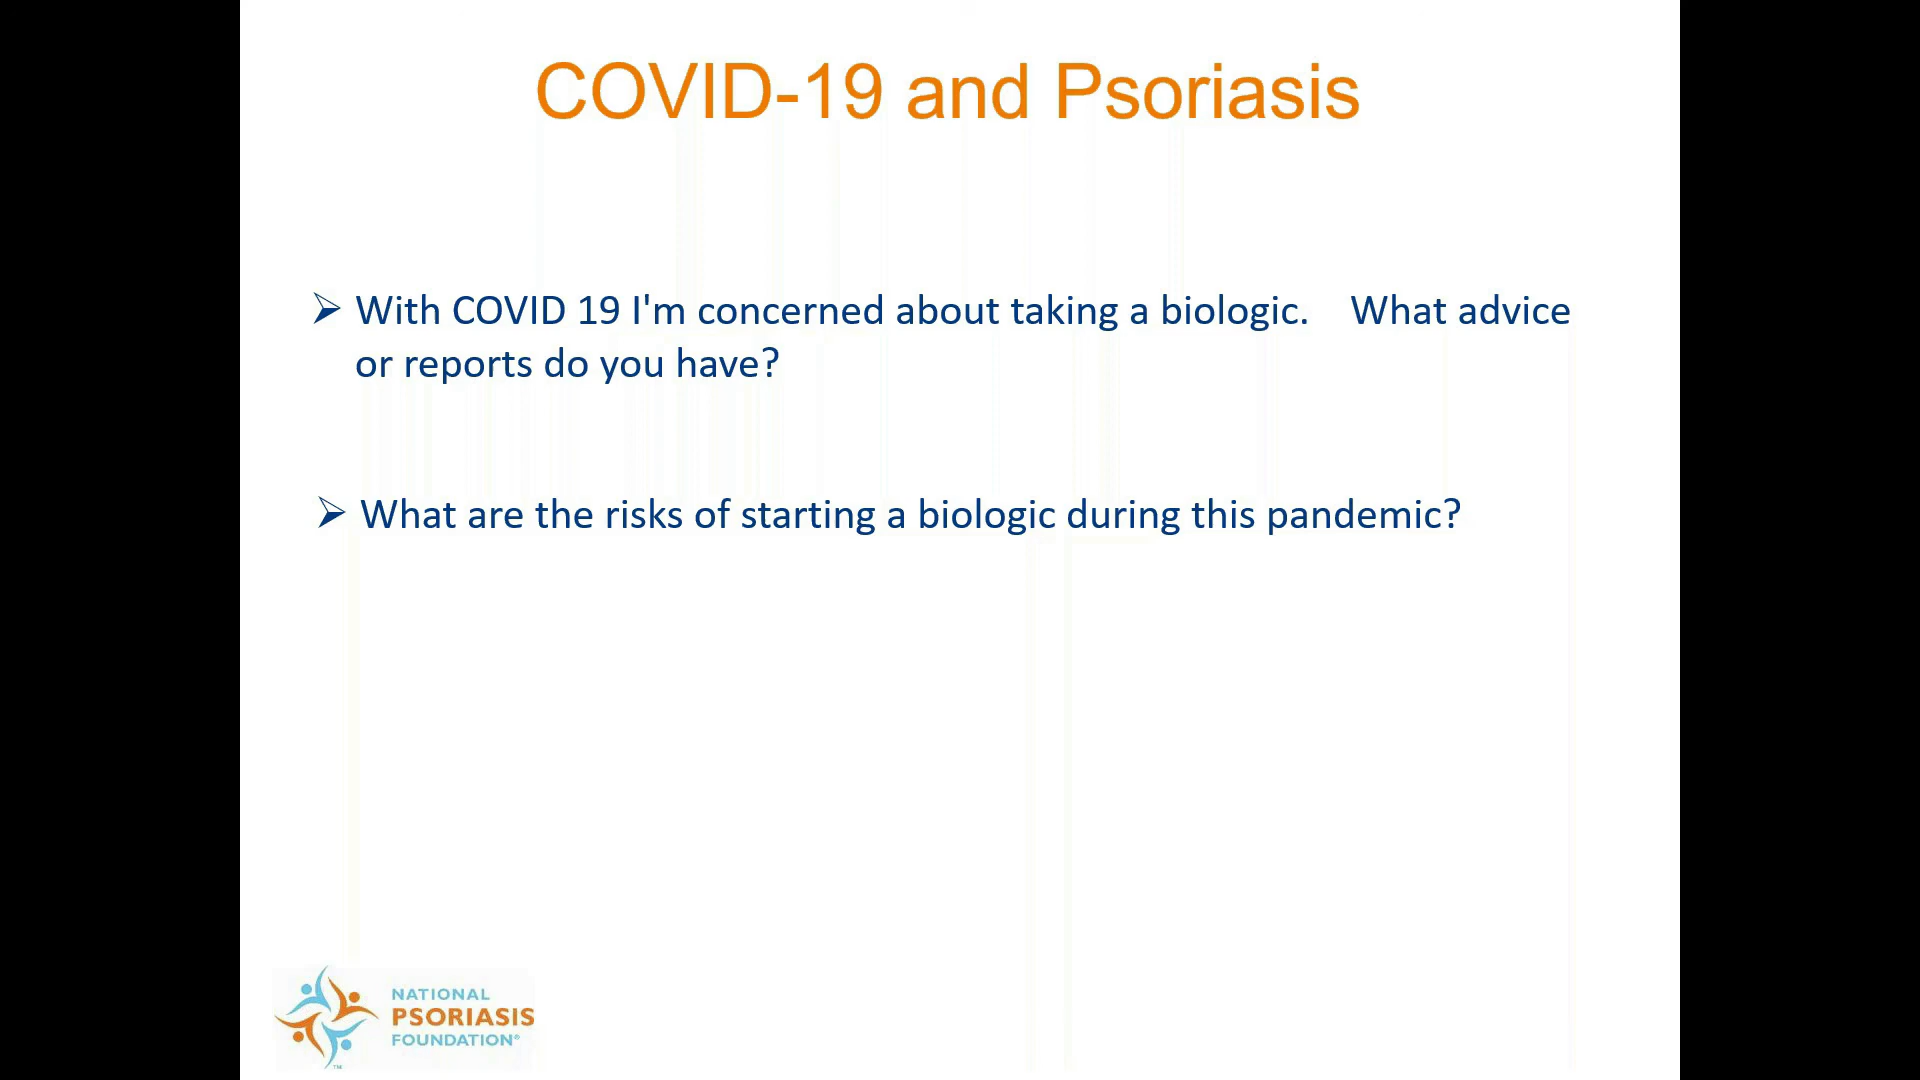 COVID-19 and Psoriasis
➢ With COVID 19 I'm concerned about taking a biologic. What advice
or reports do you have?
➢ What are the risks of starting a biologic during this pandemic?
NATIONAL
PSORIASIS
FOUNDATION®
™